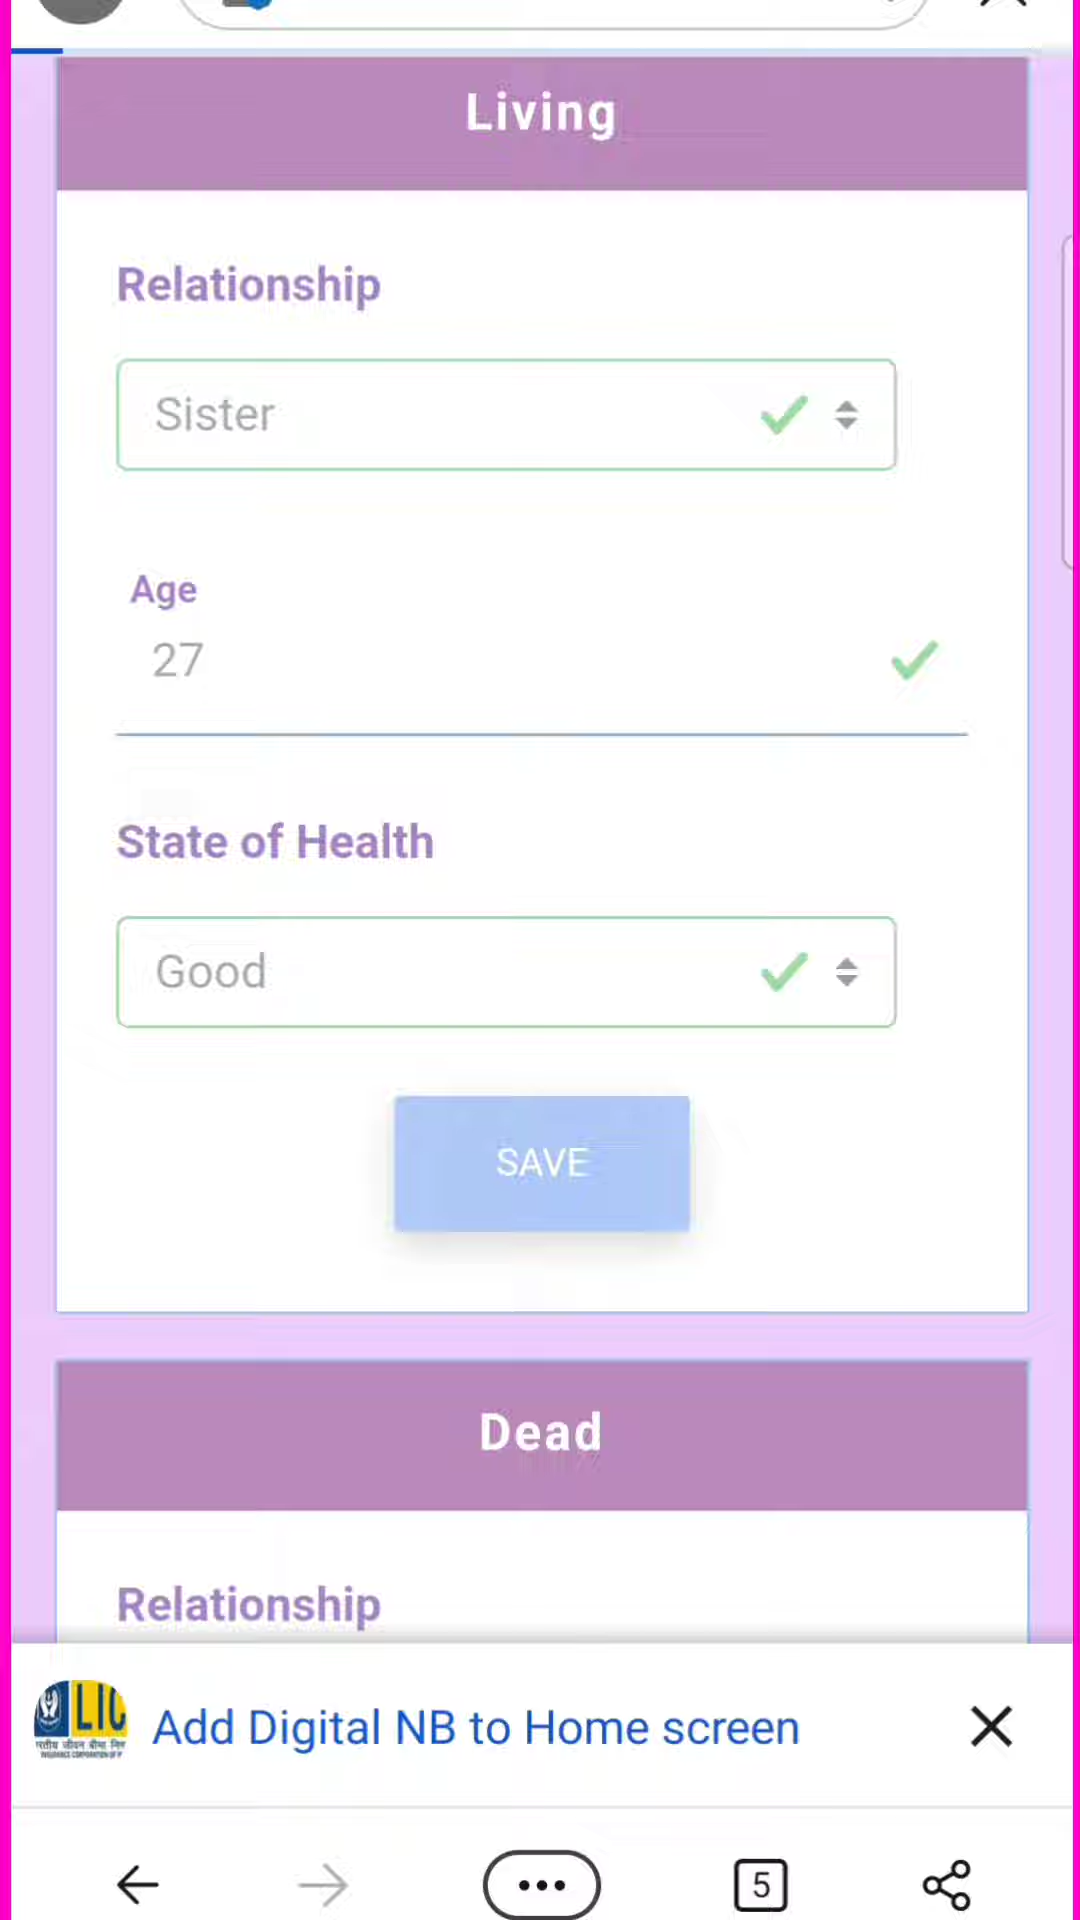 Living
Relationship
Sister
Age
27
State of Health
Good
SAVE
Dead
Relationship
LIC
Add Digital NB to Home screen
5